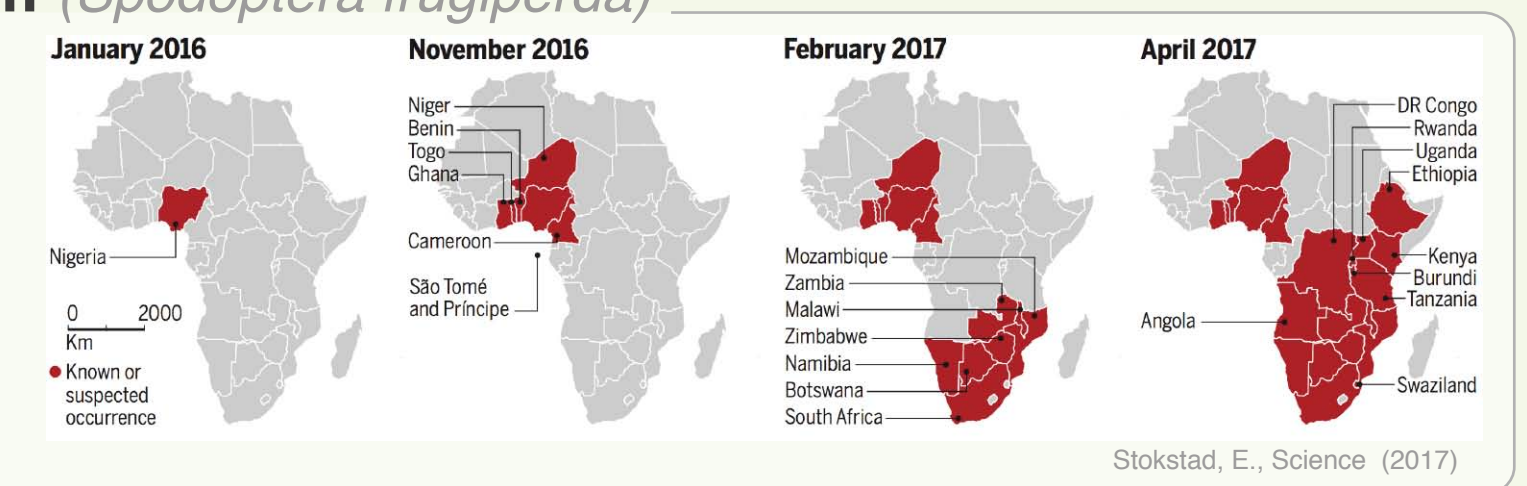 (Spodoptera frugiperda)
January 2016
Nigeria
0 2000
Km
Known or
suspected
occurrence
November 2016
Niger
Benin
Togo
Ghana
Cameroon
São Tomé
and Príncipe
February 2017
Mozambique
Zambia
Malawi
Zimbabwe
Namibia
Botswana
South Africa
April 2017
DR Congo
Rwanda
Uganda
Ethiopia
Kenya
Burundi
Tanzania
Angola
Swaziland
Stokstad, E., Science (2017)